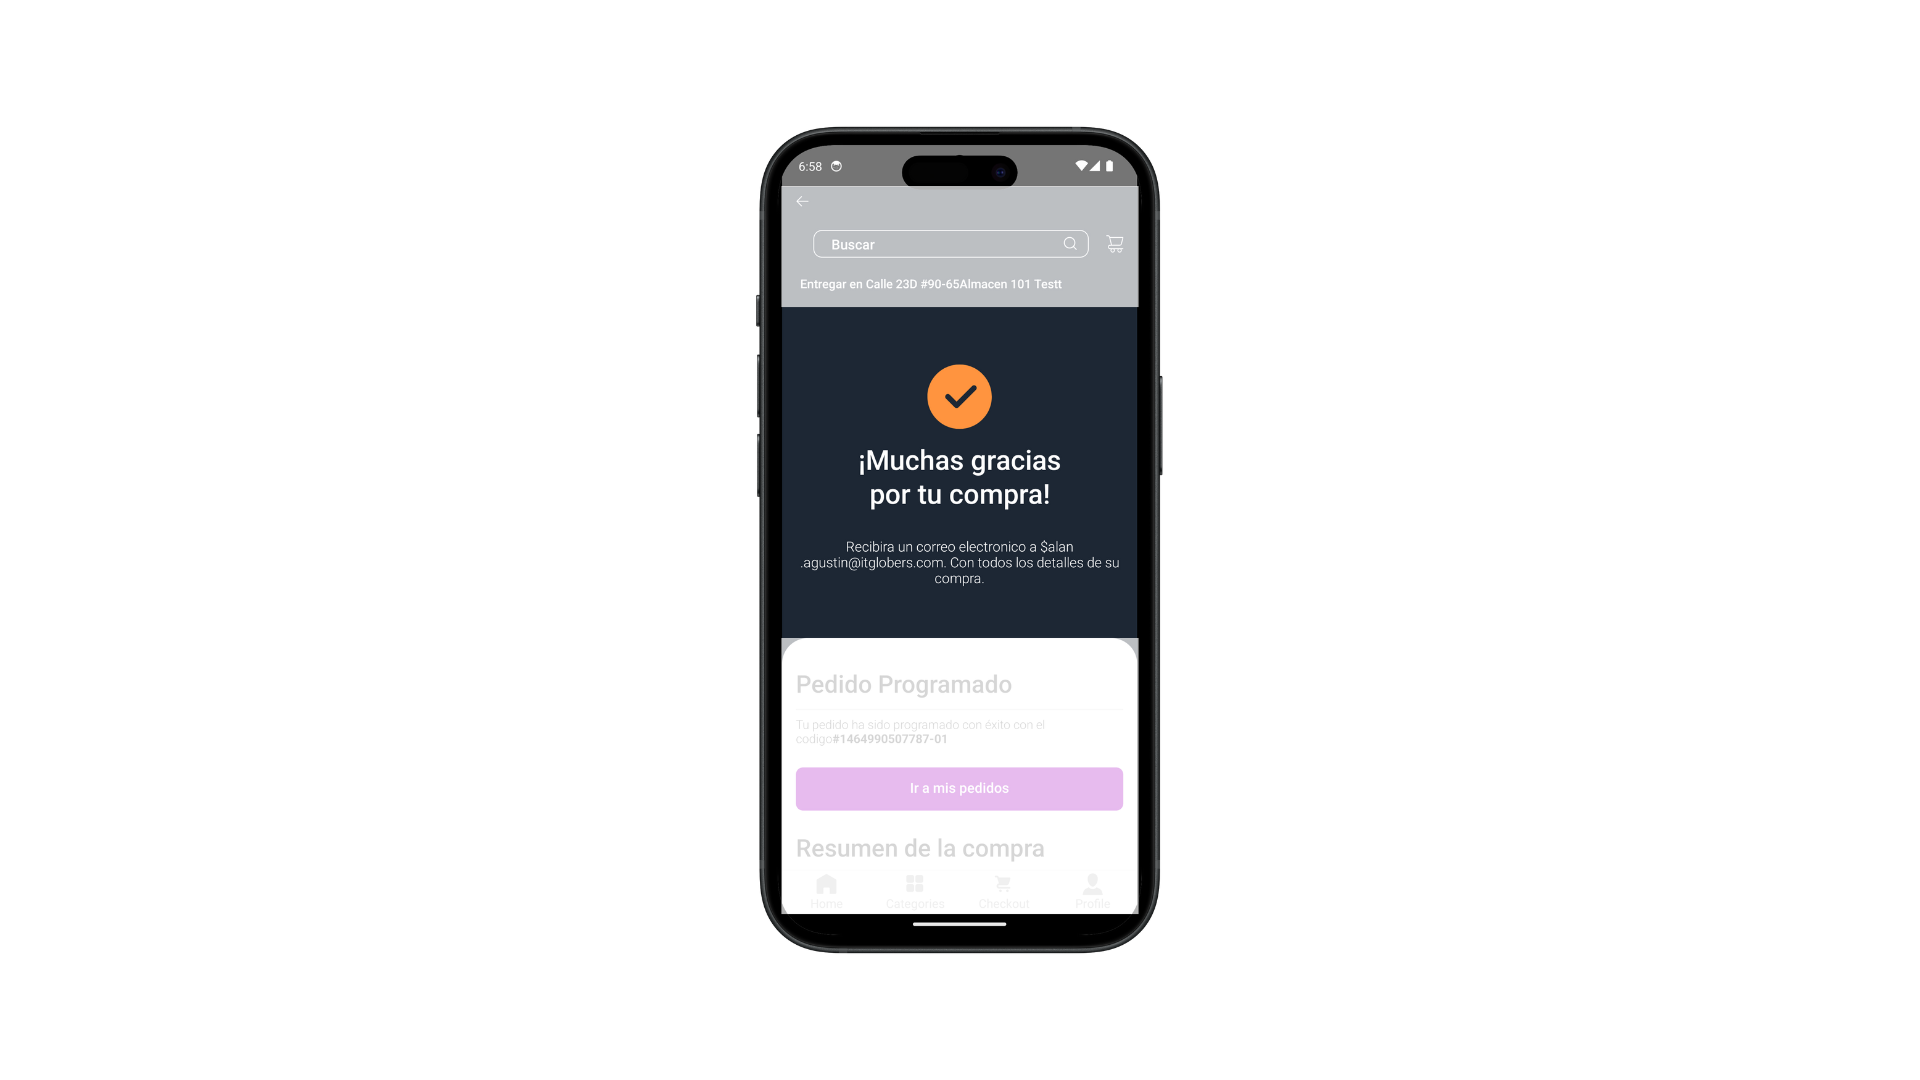 6:58
Buscar
Entregar en Calle 23D #90-65Almacen 101 Testt
¡Muchas gracias
por tu compra!
Recibira un correo electronico a $alan
.agustin@itglobers.com. Con todos los detalles de su
compra.
Pedido Programado
Tu pedido ha sido programado con éxito con el
codigo#1464990507787-01
Ir a mis pedidos
Resumen de la compra
Home Categories Checkout Profile